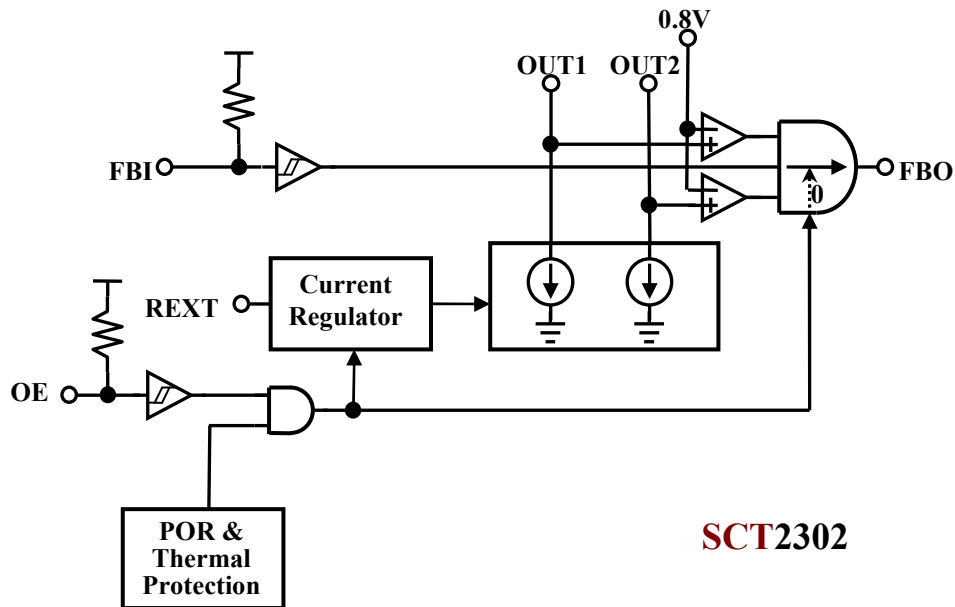 0.8V
OUT1
OUT2
FBI
FBO
0
REXT
Current
Regulator
OE
POR &
Thermal
Protection
SCT2302